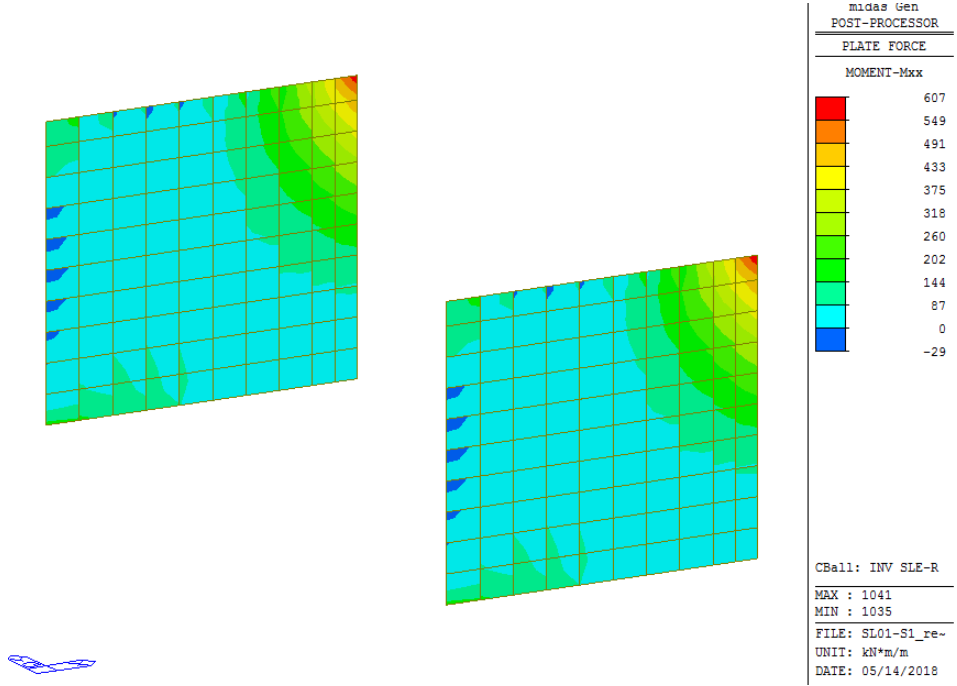 midas Gen
POST-PROCESSOR
PLATE FORCE
MOMENT-Mxx
607
549
491
433
375
318
260
202
144
87
0
-29
CBall: INV SLE-R
MAX : 1041
MIN : 1035
FILE: SL01-S1_re~
UNIT: kN*m/m
DATE: 05/14/2018